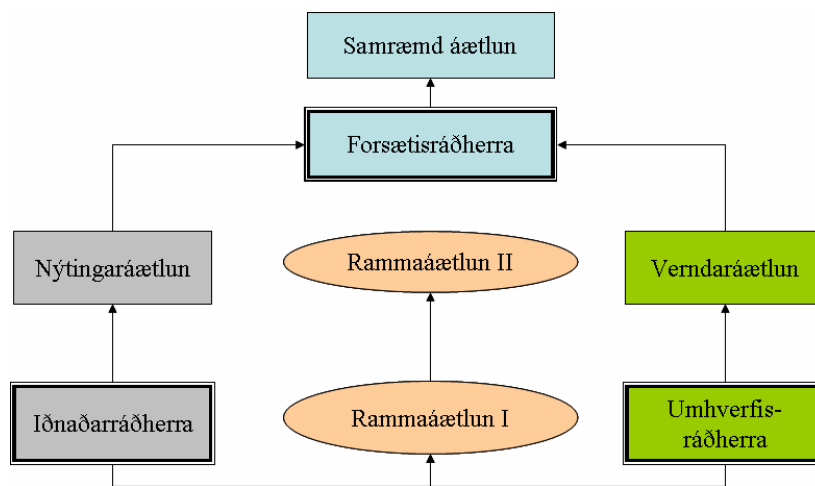 Samræmd áætlun
Forsætisráðherra
Nýtingaráætlun
Rammaáætlun II
Verndaráætlun
Iðnaðarráðherra
Rammaáætlun I
Umhverfis-
ráðherra